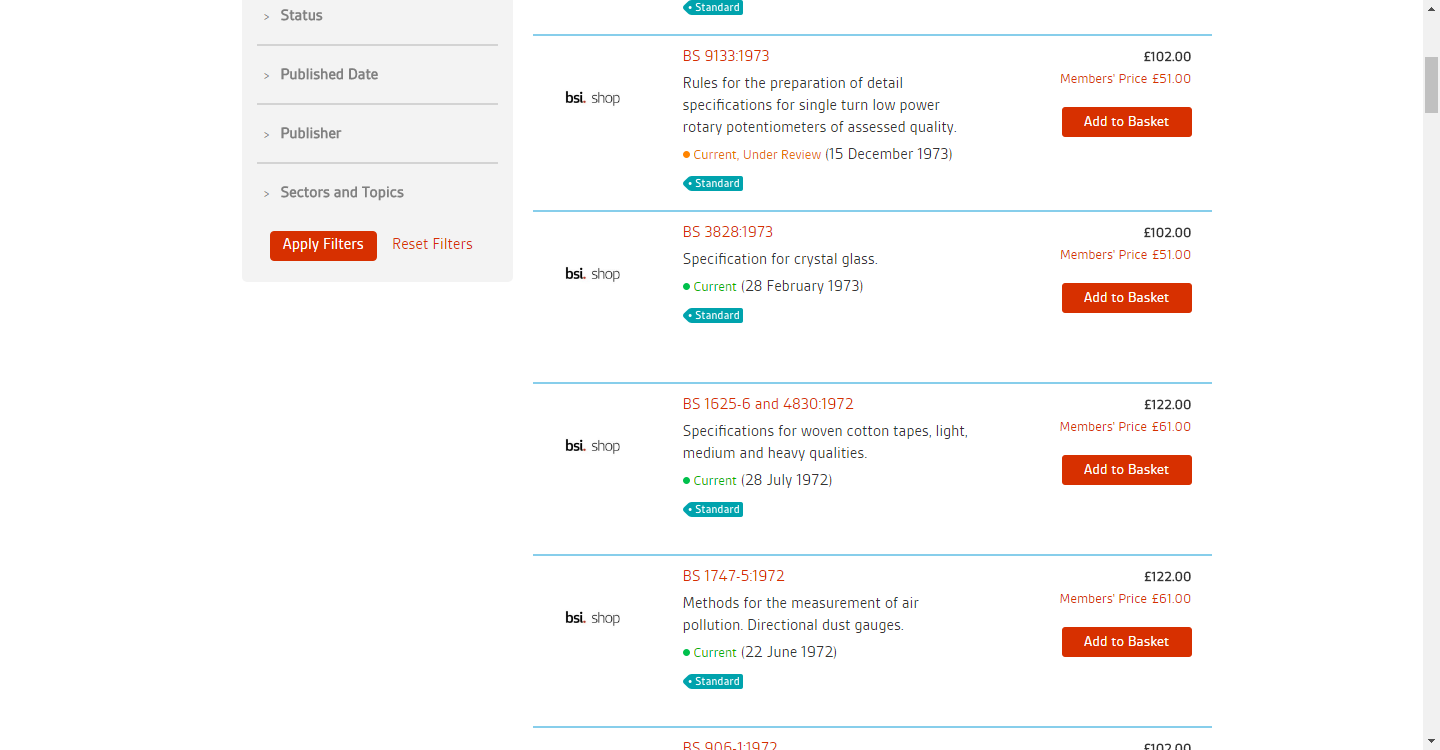 Status
Published Date
Publisher
Sectors and Topics
Apply Filters Reset Filters
Standard
BS 9133:1973
£102.00
Members' Price £51.00
bsi. shop
Rules for the preparation of detail
specifications for single turn low power
rotary potentiometers of assessed quality.
Add to Basket
Current, Under Review (15 December 1973)
Standard
BS 3828:1973
£102.00
Members' Price £51.00
bsi. shop
Specification for crystal glass.
Add to Basket
Current (28 February 1973)
Standard
BS 1625-6 and 4830:1972
£122.00
Members' Price £61.00
bsi. shop
Specifications for woven cotton tapes, light,
medium and heavy qualities.
Add to Basket
Current (28 July 1972)
Standard
BS 1747-5:1972
£122.00
Members' Price £61.00
bsi. shop
Methods for the measurement of air
pollution. Directional dust gauges.
Add to Basket
Current (22 June 1972)
Standard
BS 906-1:1972
£102.00